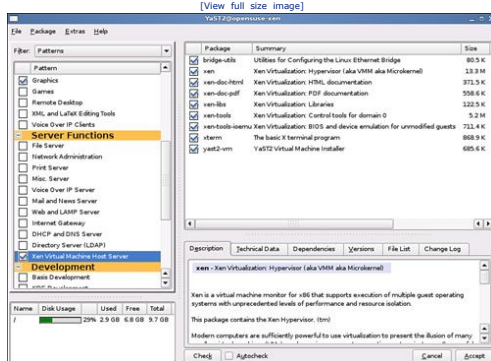 [View full size image]
YaST2@opensuse-xen
File Package Extras Help
Filter: Patterns
Pattern
Graphics
Games
Remote Desktop
XML and LaTeX Editing Tools
Voice Over IP Clients
Server Functions
File Server
Network Administration
Print Server
Misc. Server
Voice Over IP Server
Mail and News Server
Web and LAMP Server
Internet Gateway
DHCP and DNS Server
Directory Server (LDAP)
Xen Virtual Machine Host Server
Development
Basis Development
Name Disk Usage Used Free Total
/ 29% 2.9 GB 6.8 GB 9.7 GB
Package Summary Size
bridge-utils Utilities for Configuring the Linux Ethernet Bridge 80.5 K
xen Xen Virtualization: Hypervisor (aka VMM aka Microkernel) 13.3 M
xen-doc-html Xen Virtualization: HTML documentation 371.5 K
xen-doc-pdf Xen Virtualization: PDF documentation 558.6 K
xen-libs Xen Virtualization: Libraries 122.5 K
xen-tools Xen Virtualization: Control tools for domain 0 5.2 M
xen-tools-ioemu Xen Virtualization: BIOS and device emulation for unmodified guests 711.4 K
xterm The basic X terminal program 868.9 K
yast2-vm YaST2 Virtual Machine Installer 685.6 K
Description Technical Data Dependencies Versions File List Change Log
xen - Xen Virtualization: Hypervisor (aka VMM aka Microkernel)
Xen is a virtual machine monitor for x86 that supports execution of multiple guest operating
systems with unprecedented levels of performance and resource isolation.
This package contains the Xen Hypervisor. (tm)
Modern computers are sufficiently powerful to use virtualization to present the illusion of many
Check Autocheck Cancel Accept